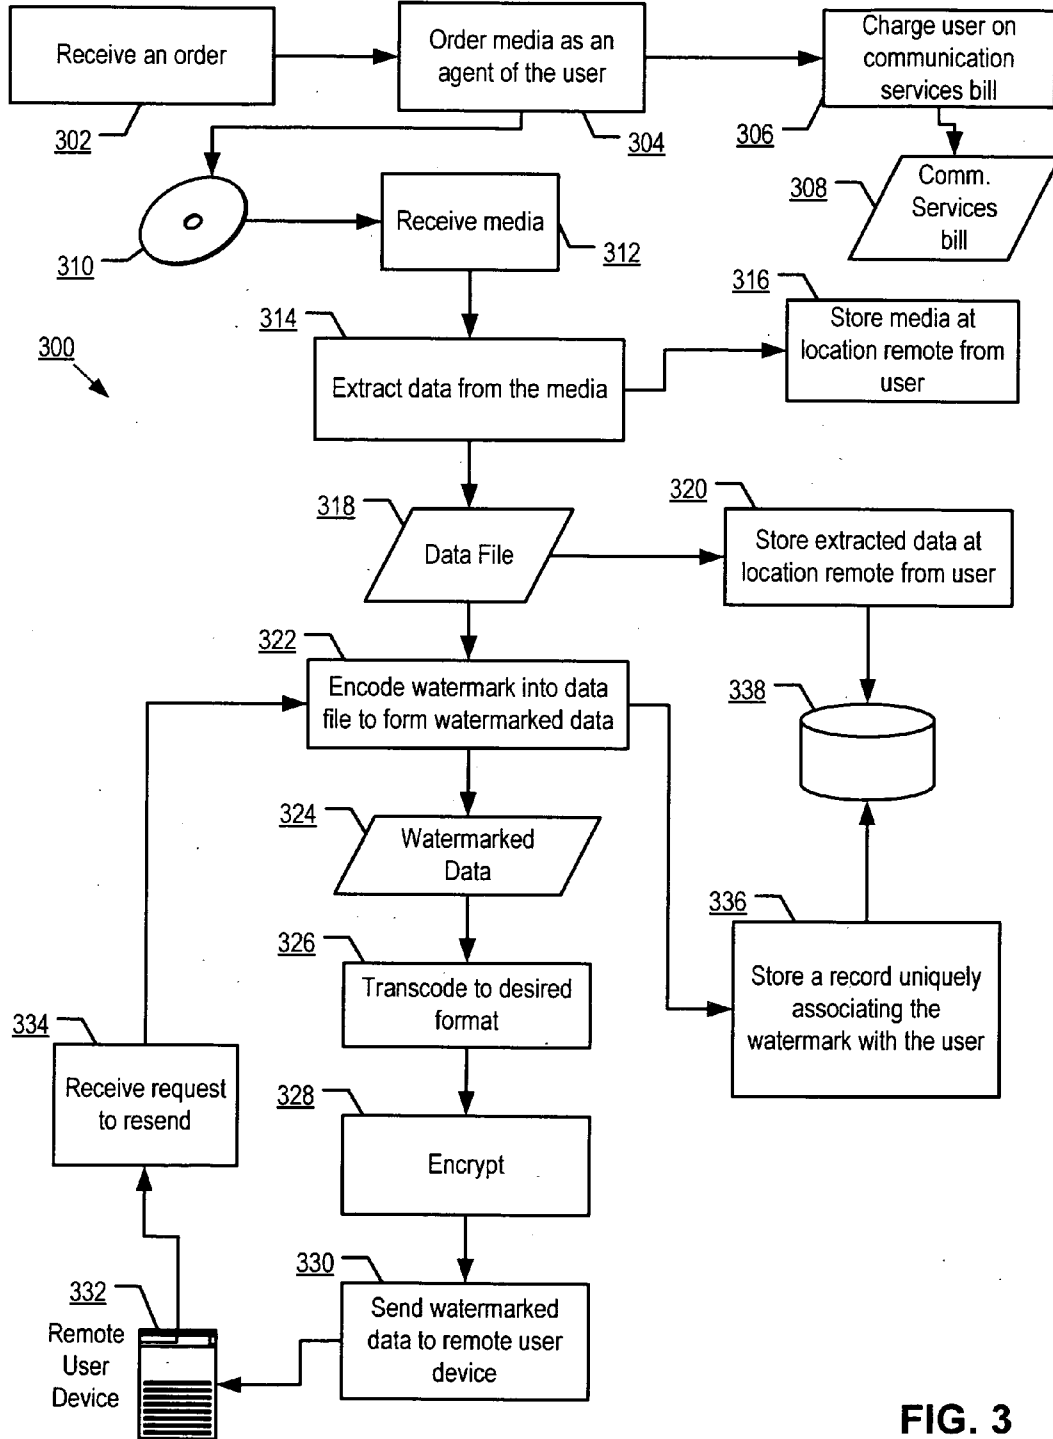 Receive an order
302
Order media as an
agent of the user
304
Charge user on
communication
services bill
306
308
Comm.
Services
bill
310
Receive media
312
300
314
Extract data from the media
316
Store media at
location remote from
user
318
Data File
320
Store extracted data at
location remote from user
322
Encode watermark into data
file to form watermarked data
338
324
Watermarked
Data
326
Transcode to desired
format
336
Store a record uniquely
associating the
watermark with the user
334
Receive request
to resend
328
Encrypt
330
Send watermarked
data to remote user
device
332
Remote
User
Device
FIG. 3